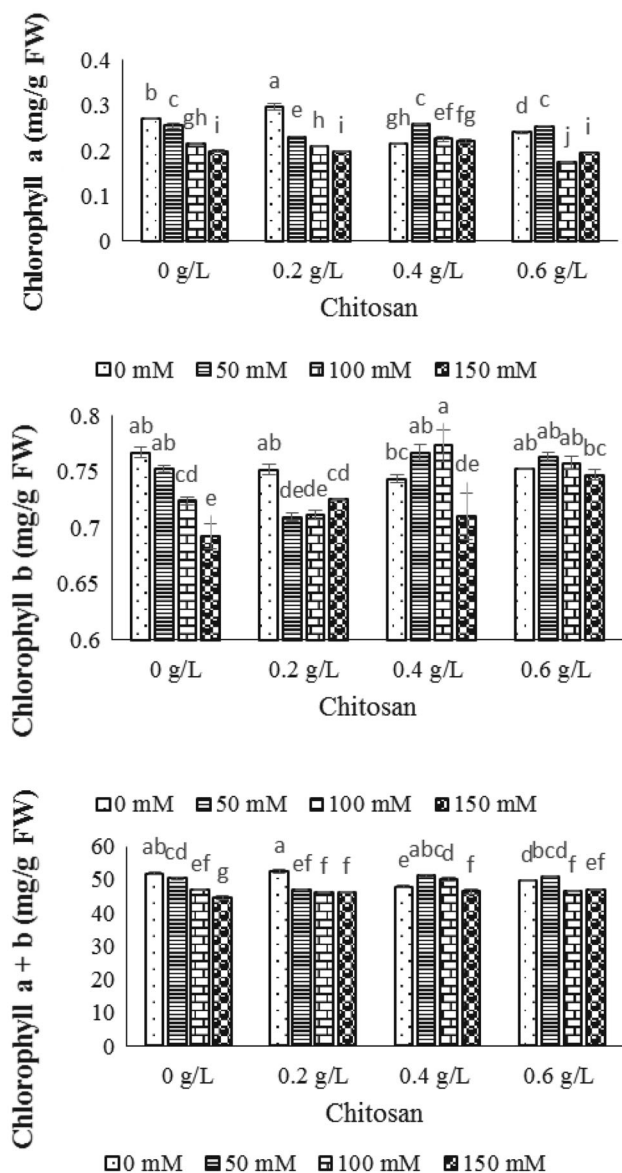 Chlorophyll a (mg/g FW)
0.4
0.3
0.2
0.1
0
b c gh i a e h i gh c ef fg d c j i
0 g/L 0.2 g/L 0.4 g/L 0.6 g/L
Chitosan
0 mM 50 mM 100 mM 150 mM
Chlorophyll b (mg/g FW)
0.8
0.75
0.7
0.65
0.6
ab ab cd e ab de de cd bc ab a de ab ab ab bc
0 g/L 0.2 g/L 0.4 g/L 0.6 g/L
Chitosan
0 mM 50 mM 100 mM 150 mM
Chlorophyll a + b (mg/g FW)
60
50
40
30
20
10
0
ab cd ef g a ef f f e abc d f d bcd f ef
0 g/L 0.2 g/L 0.4 g/L 0.6 g/L
Chitosan
0 mM 50 mM 100 mM 150 mM